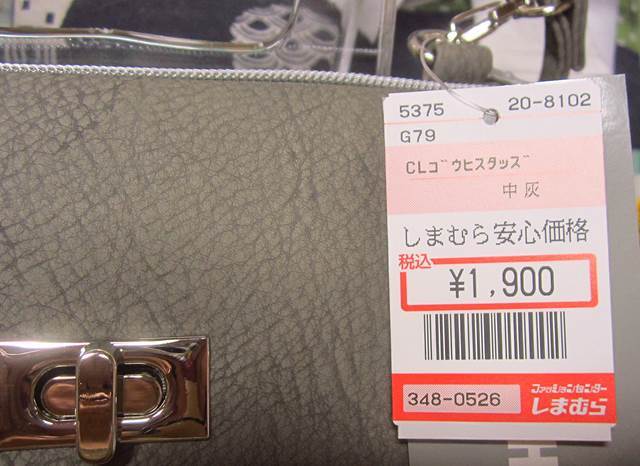 5375 20-8102
G79
CLｺﾞｳﾋｽﾀｯｽﾞ
中灰
しまむら安心価格
税込
¥1,900
348-0526
ファッションセンター
しまむら